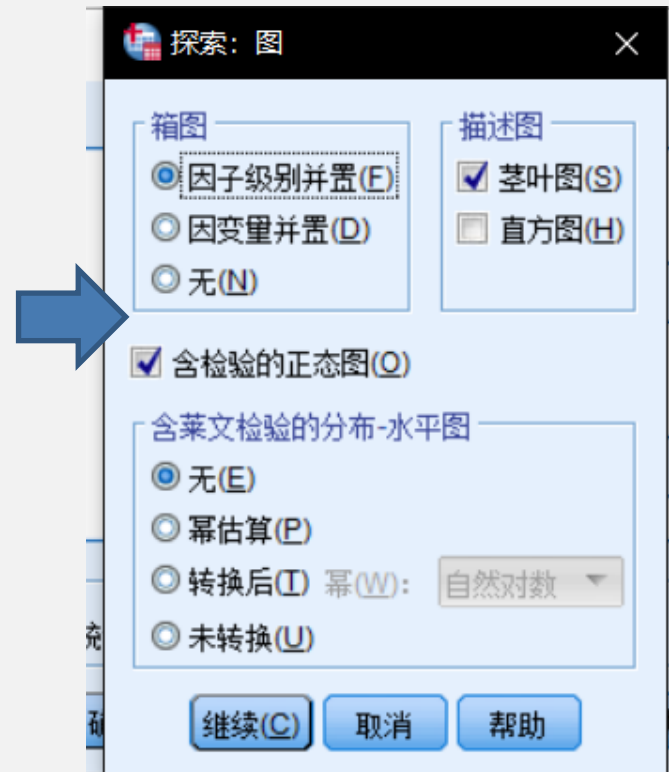 探索：图
箱图
因子级别并置(F)
因变量并置(D)
无(N)
描述图
茎叶图(S)
直方图(H)
含检验的正态图(O)
含莱文检验的分布-水平图
无(E)
幂估算(P)
转换后(T) 幂(W)： 自然对数
未转换(U)
继续(C) 取消 帮助